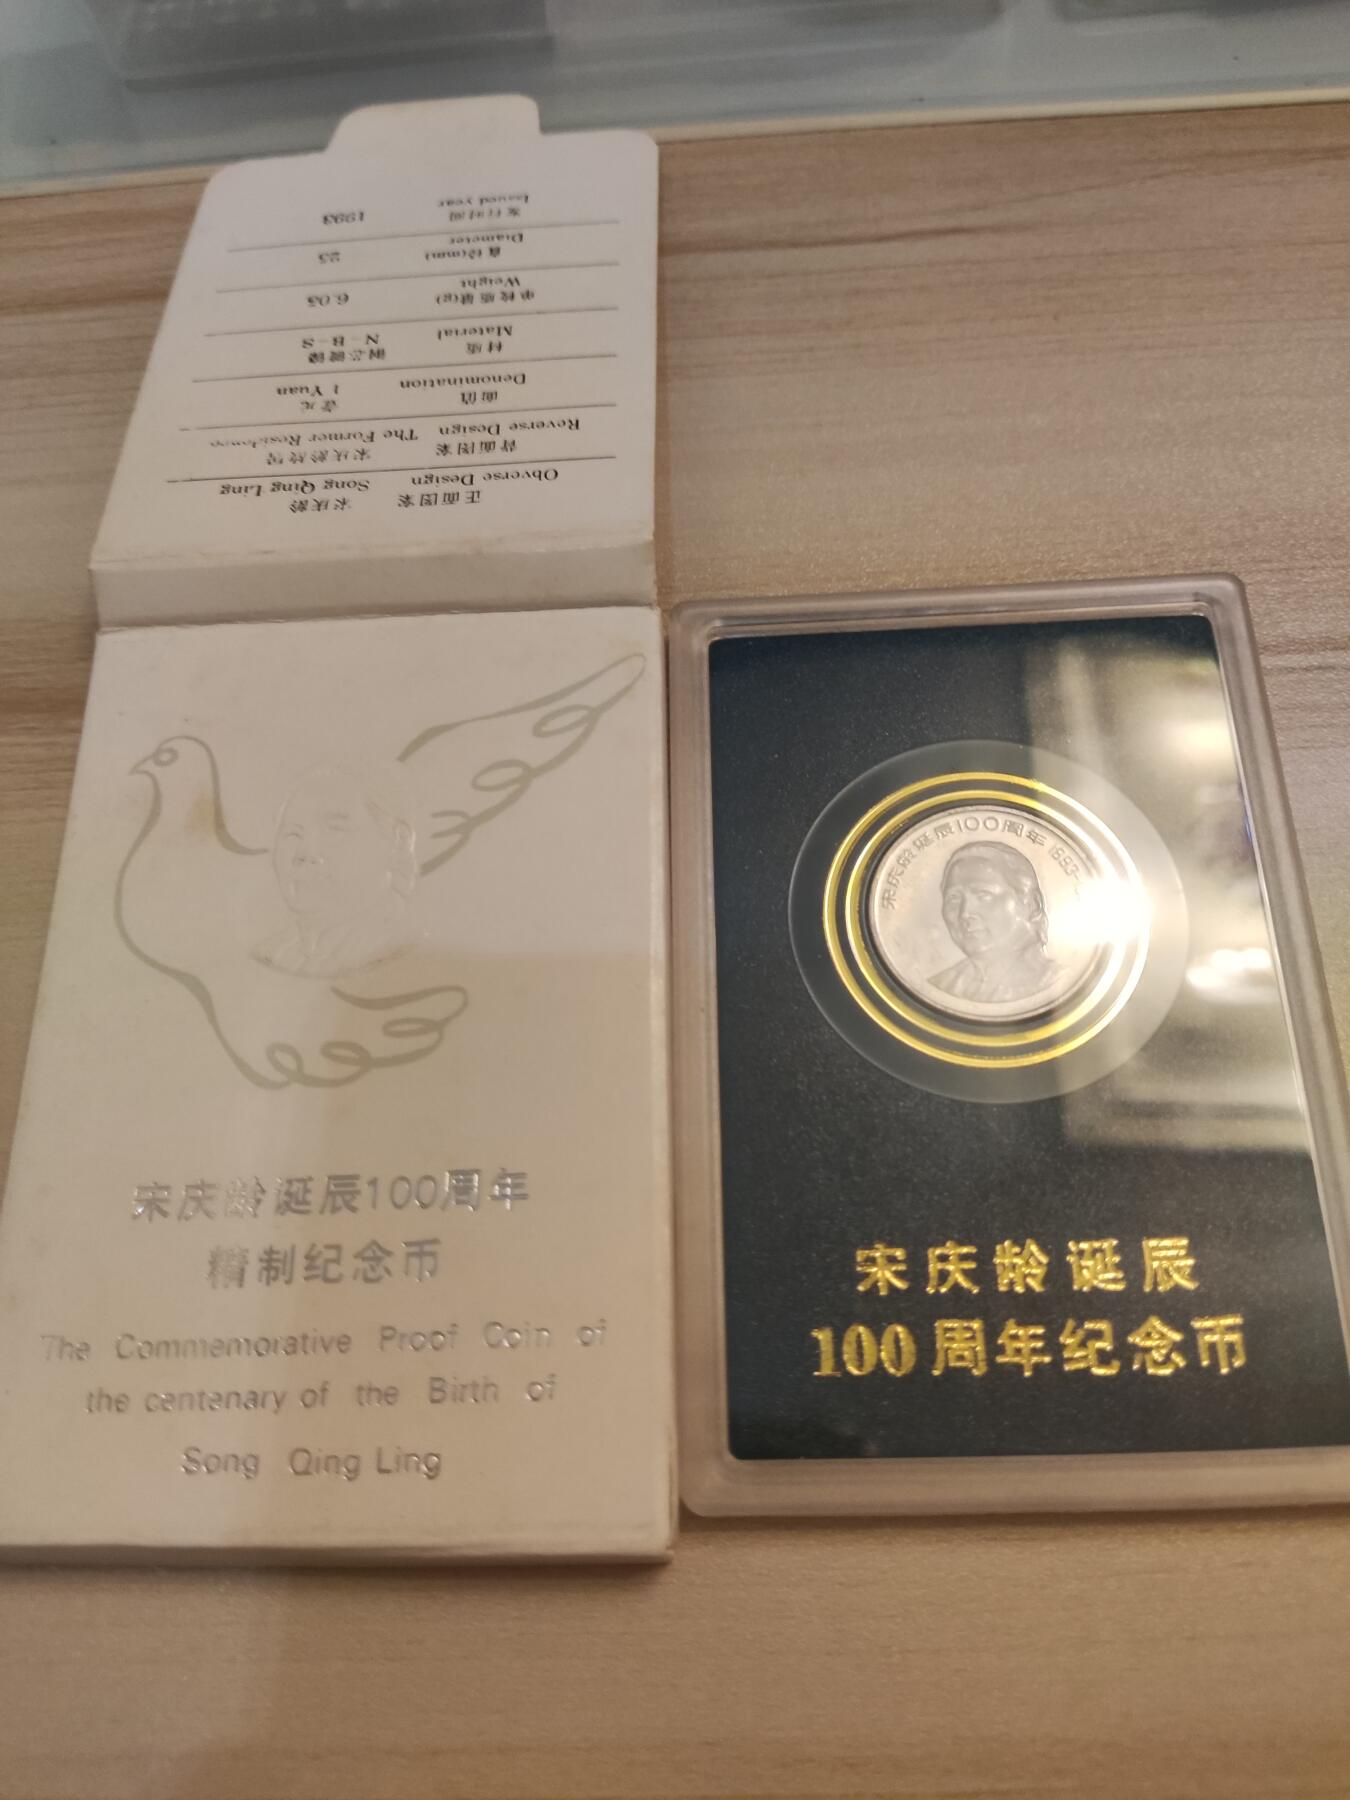 正面图案 宋庆龄
Obverse Design Song Qing Ling
背面图案 宋庆龄故居
Reverse Design The Former Residence
面值 壹元
Denomination 1 Yuan
材质 钢芯镀镍
Material N-B-S
单枚质量(g) 6.05
Weight
直径(mm) 25
Diameter
发行时间 1993
Issued year
宋庆龄诞辰100周年
精制纪念币
The Commemorative Proof Coin of
the centenary of the Birth of
Song Qing Ling
宋庆龄诞辰100周年 1893-
宋庆龄诞辰
100周年纪念币